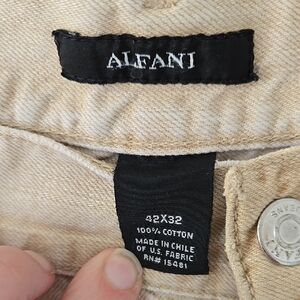 ALFANI
42X32
100% COTTON
MADE IN CHILE
OF U.S. FABRIC
RN# 15481